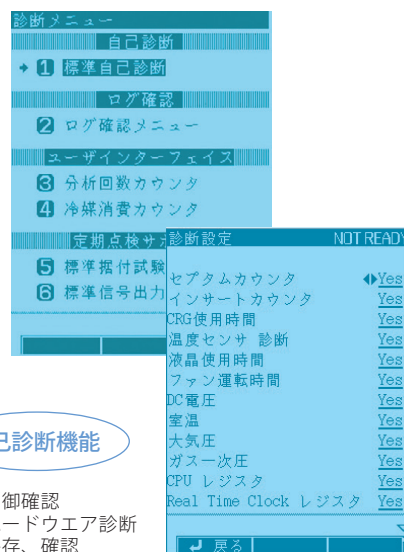 診断メニュー
自己診断
1 標準自己診断
ログ確認
2 ログ確認メニュー
ユーザインターフェイス
3 分析回数カウンタ
4 冷媒消費カウンタ
定期点検サポ
5 標準据付試験
6 標準信号出力
診断設定 NOT READY
セプタムカウンタ Yes
インサートカウンタ Yes
CRG使用時間 Yes
温度センサ 診断 Yes
液晶使用時間 Yes
ファン運転時間 Yes
DC電圧 Yes
室温 Yes
大気圧 Yes
ガス一次圧 Yes
CPU レジスタ Yes
Real Time Clock レジスタ Yes
戻る
己診断機能
御確認
ードウエア診断
存、確認